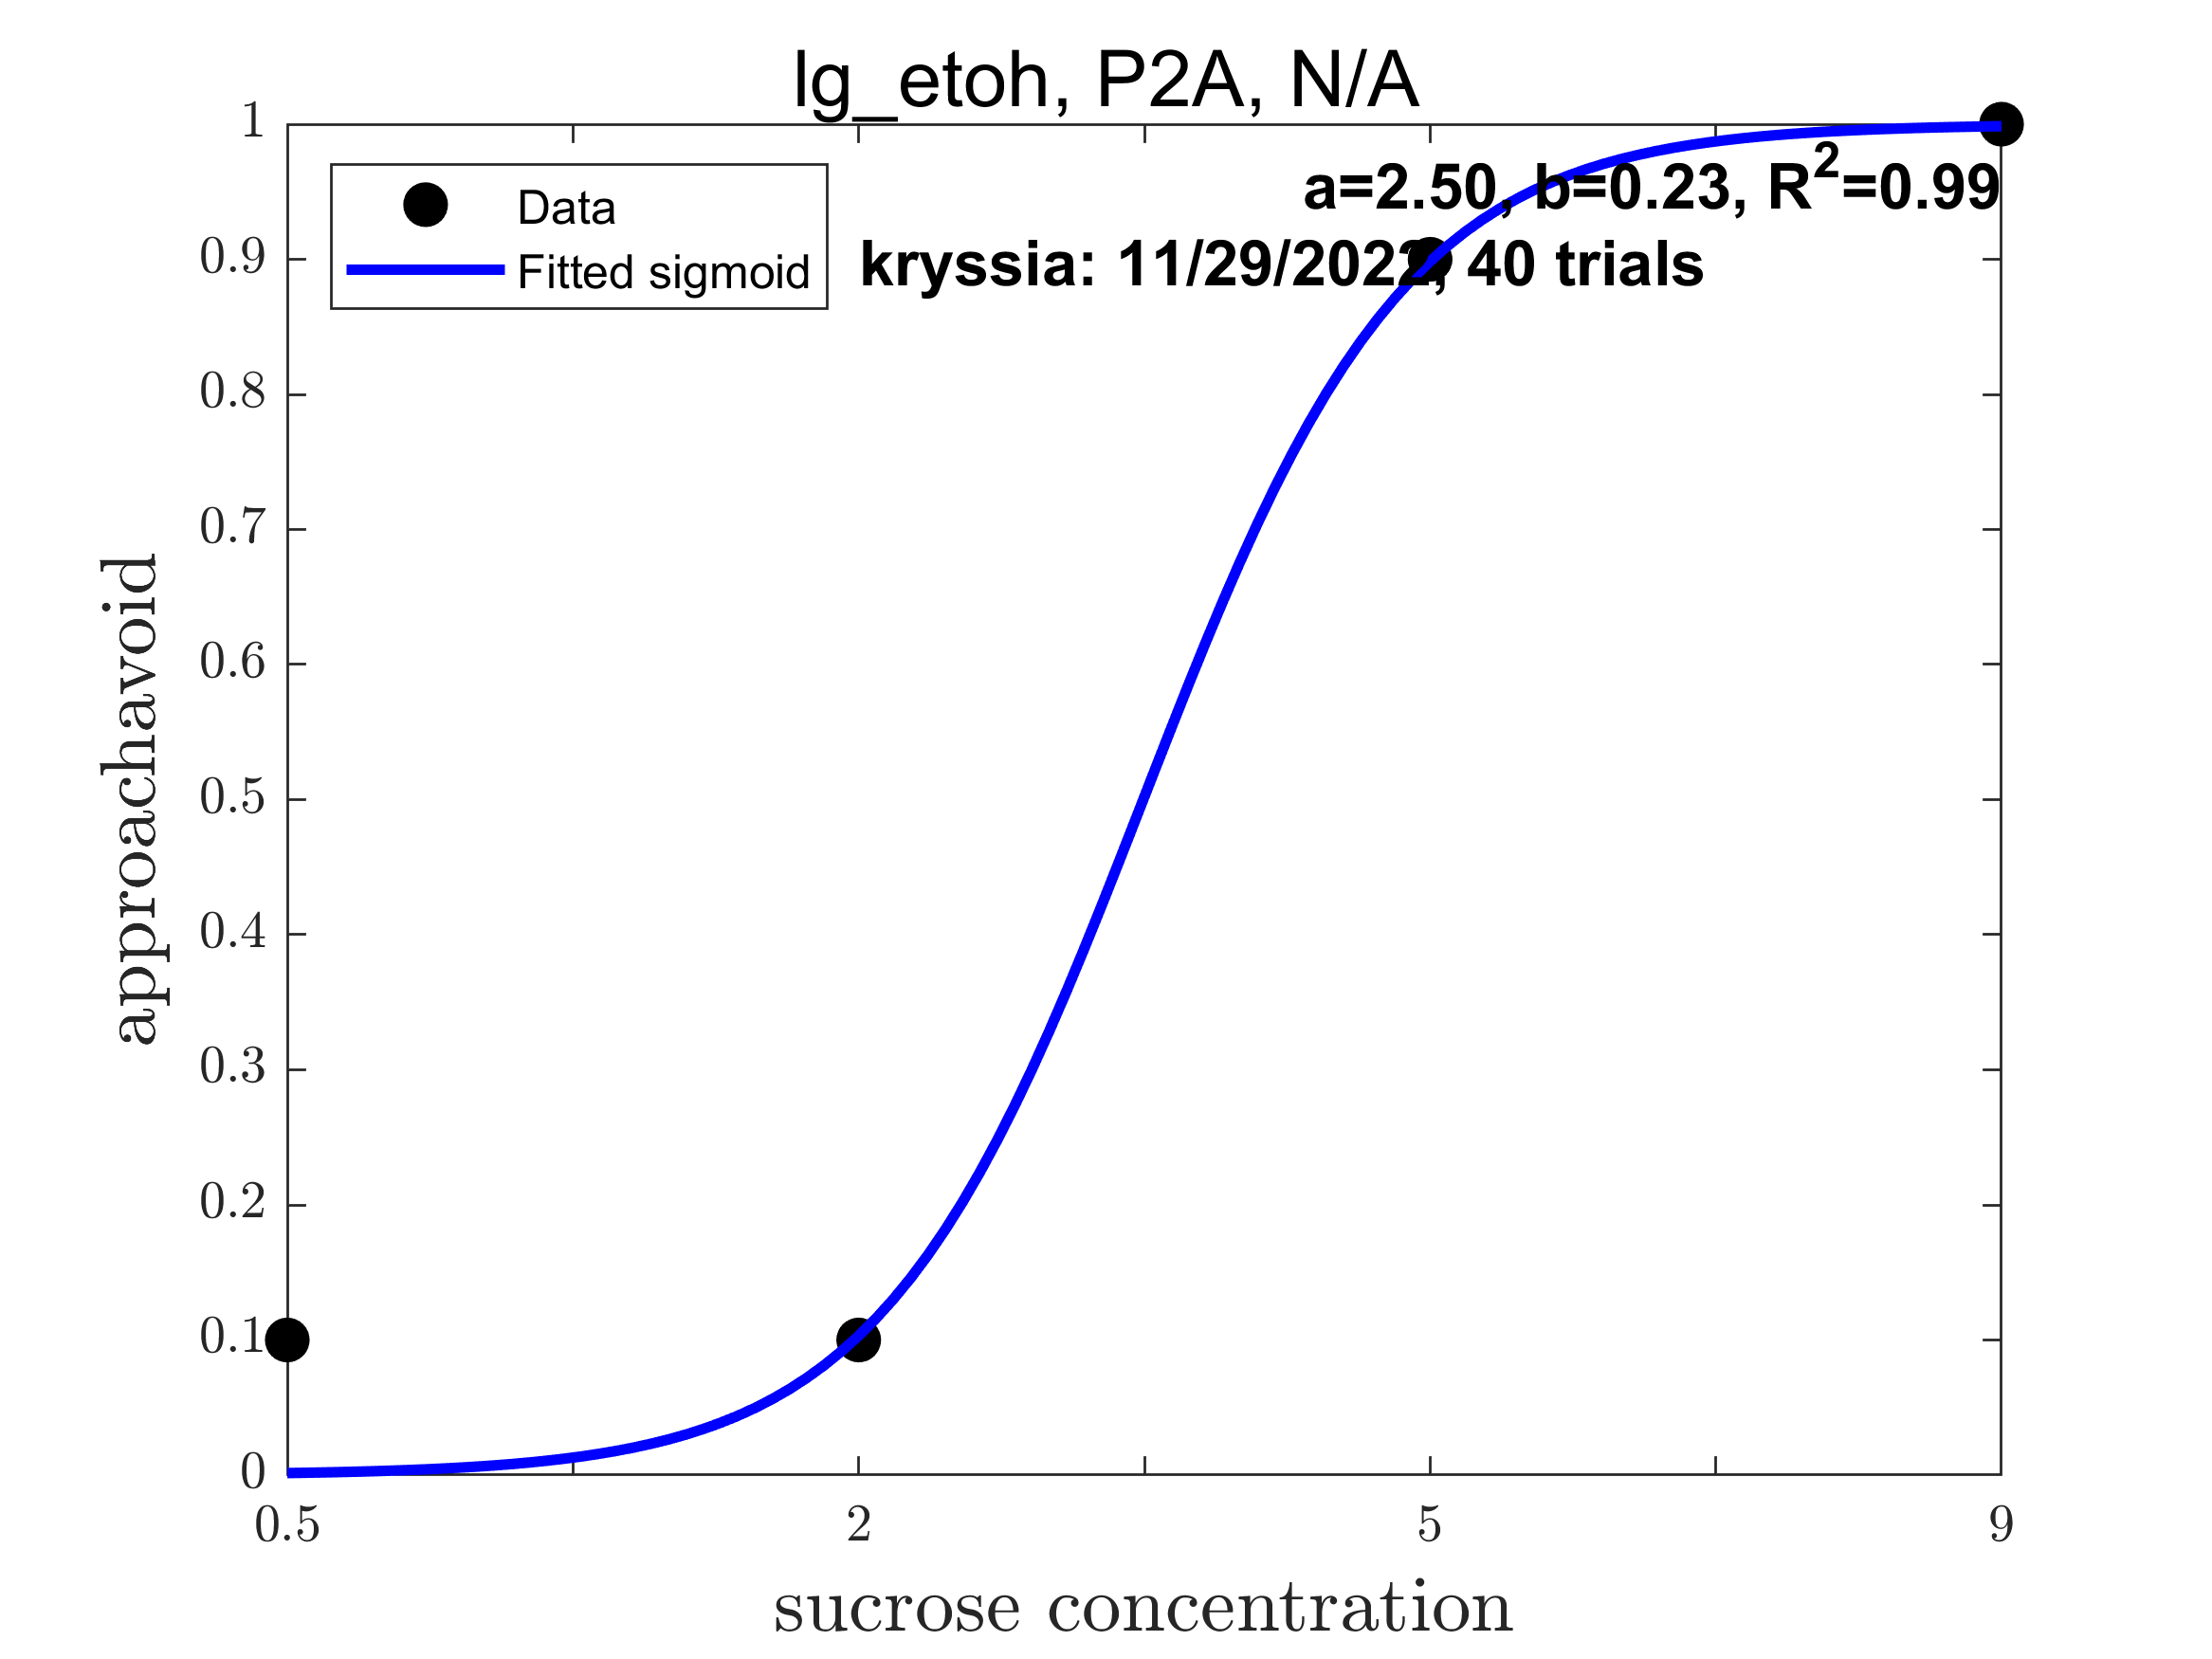 lg_etoh, P2A, N/A
1
0.9
0.8
0.7
0.6
0.5
0.4
0.3
0.2
0.1
0
approachavoid
Data
Fitted sigmoid
a=2.50, b=0.23, R²=0.99
kryssia: 11/29/2022, 40 trials
0.5 2 5 9
sucrose concentration